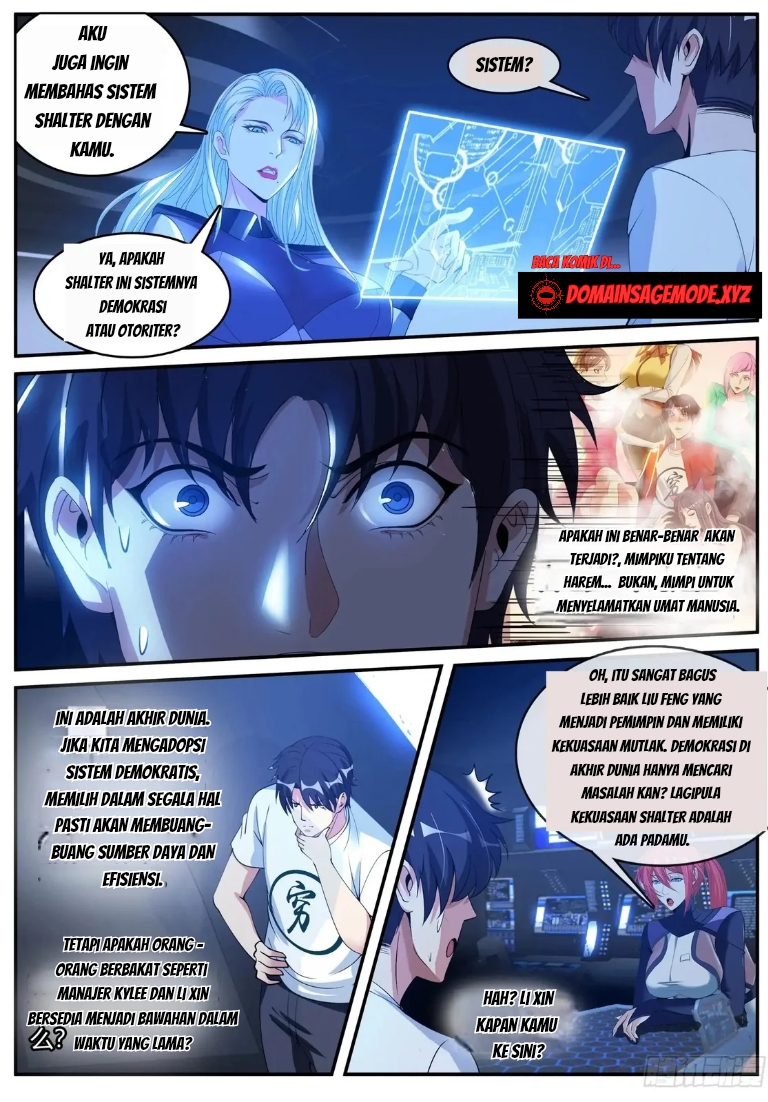 AKU
JUGA INGIN
MEMBAHAS SISTEM
SHALTER DENGAN
KAMU.
SISTEM?
YA, APAKAH
SHALTER INI SISTEMNYA
DEMOKRASI
ATAU OTORITER?
BACA KOMIK DI...
DOMAINSAGEMODE.XYZ
穷
APAKAH INI BENAR-BENAR AKAN
TERJADI?, MIMPIKU TENTANG
HAREM... BUKAN, MIMPI UNTUK
MENYELAMATKAN UMAT MANUSIA.
INI ADALAH AKHIR DUNIA.
JIKA KITA MENGADOPSI
SISTEM DEMOKRATIS,
MEMILIH DALAM SEGALA HAL
PASTI AKAN MEMBUANG-
BUANG SUMBER DAYA DAN
EFISIENSI.
穷
TETAPI APAKAH ORANG -
ORANG BERBAKAT SEPERTI
MANAJER KYLEE DAN LI XIN
BERSEDIA MENJADI BAWAHAN DALAM
么? WAKTU YANG LAMA?
OH, ITU SANGAT BAGUS
LEBIH BAIK LIU FENG YANG
MENJADI PEMIMPIN DAN MEMILIKI
KEKUASAAN MUTLAK. DEMOKRASI DI
AKHIR DUNIA HANYA MENCARI
MASALAH KAN? LAGIPULA
KEKUASAAN SHALTER ADALAH
ADA PADAMU.
HAH? LI XIN
KAPAN KAMU
KE SINI?